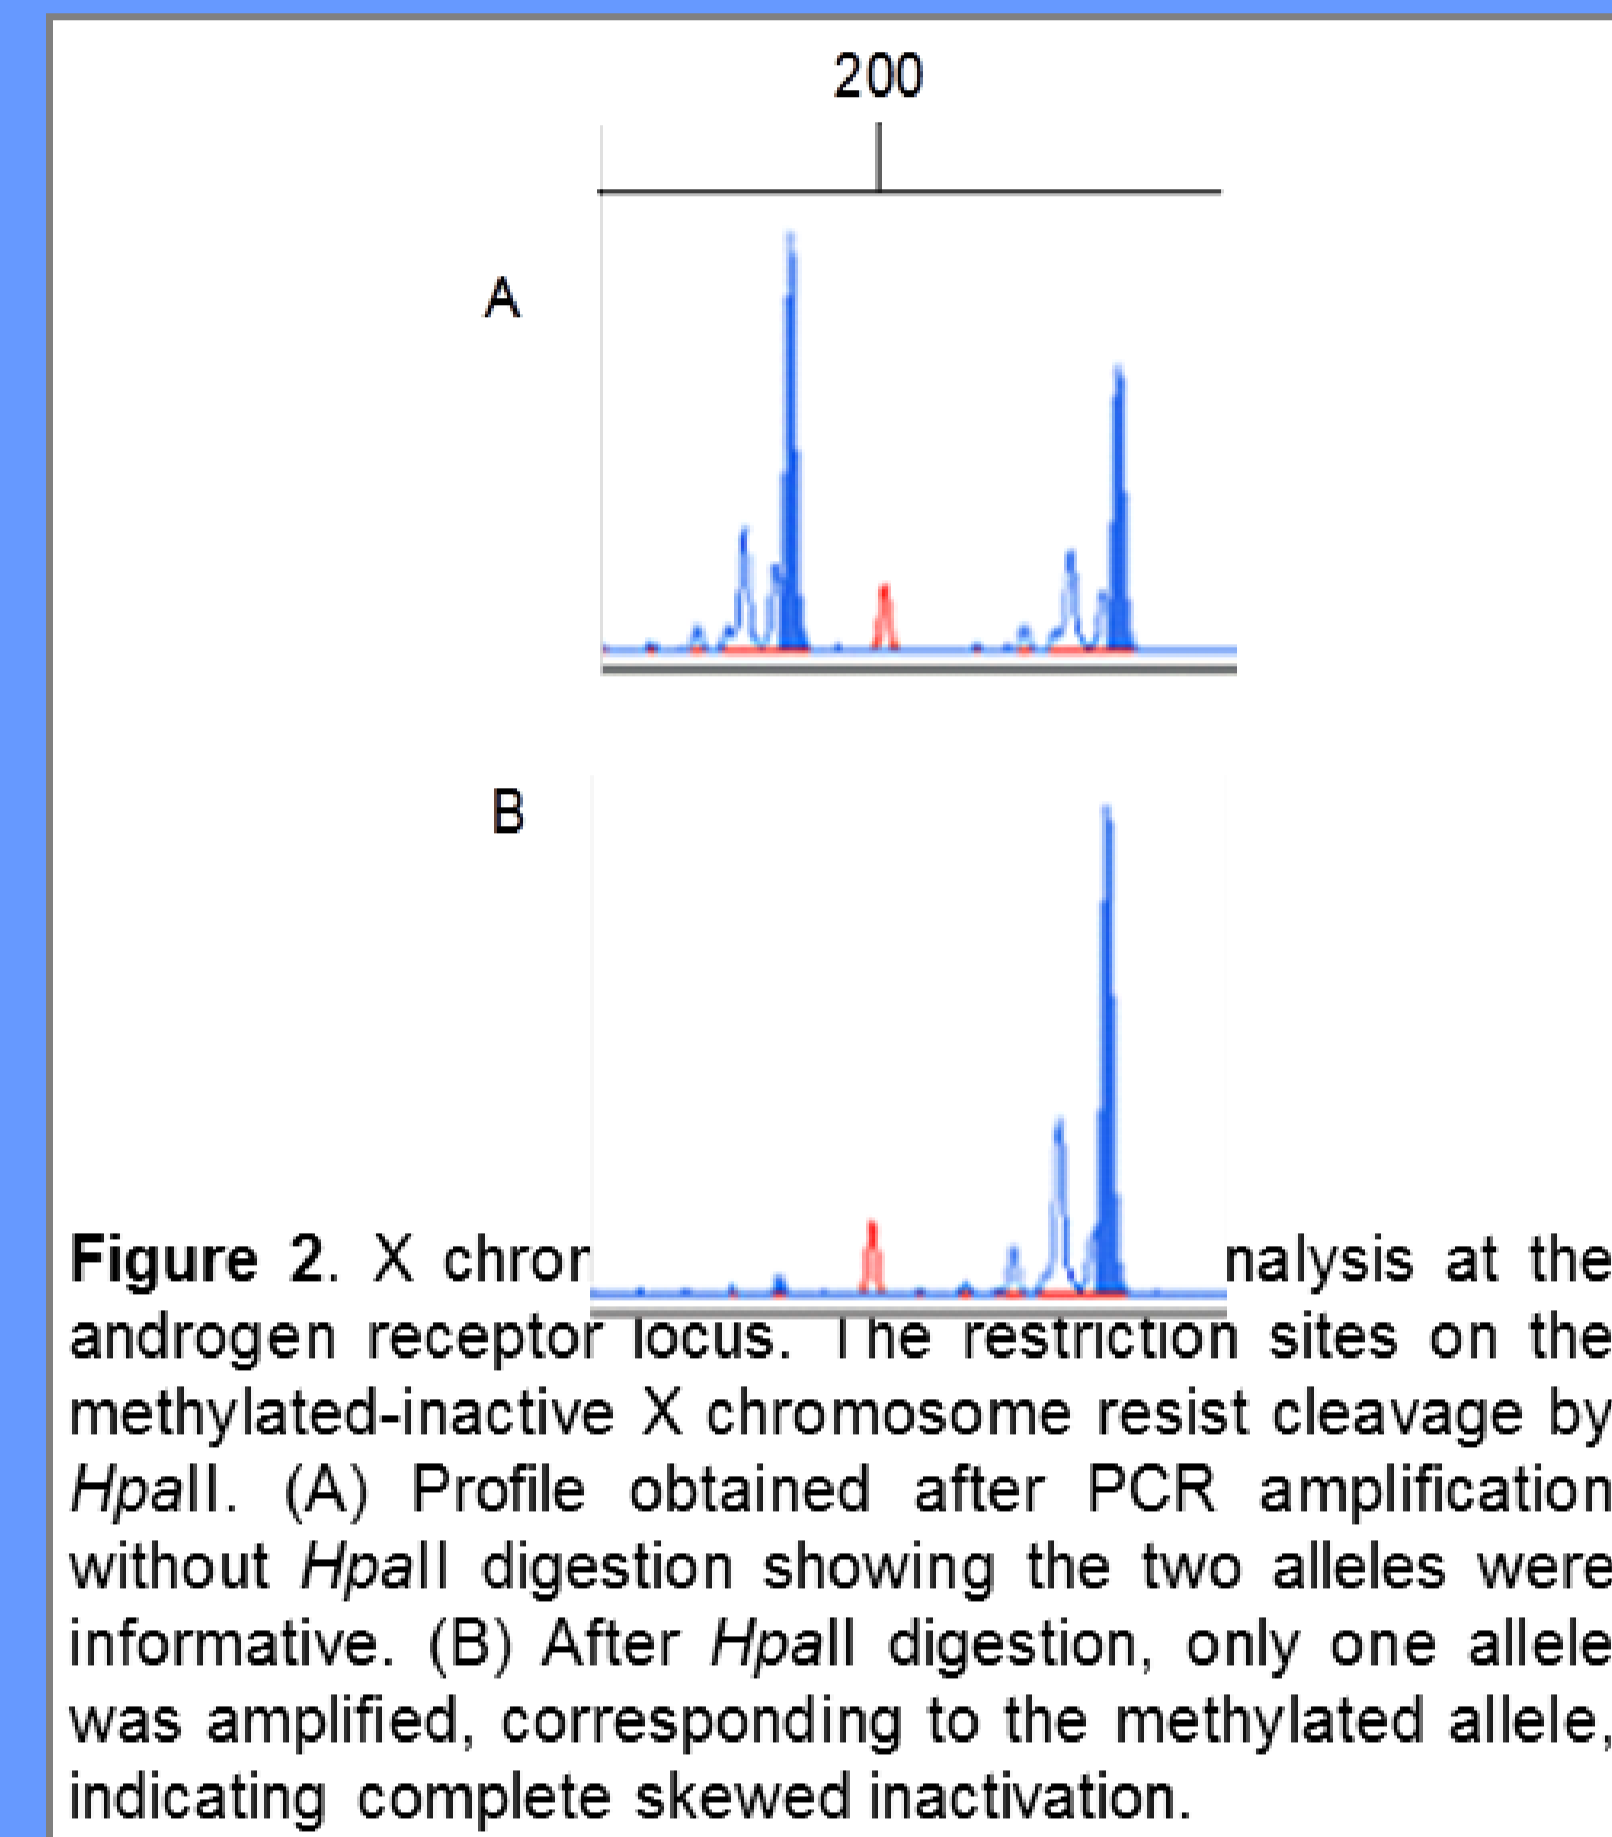 200
A
B
Figure 2. X chror nalysis at the
androgen receptor locus. The restriction sites on the
methylated-inactive X chromosome resist cleavage by
HpaII. (A) Profile obtained after PCR amplification
without HpaII digestion showing the two alleles were
informative. (B) After HpaII digestion, only one allele
was amplified, corresponding to the methylated allele,
indicating complete skewed inactivation.